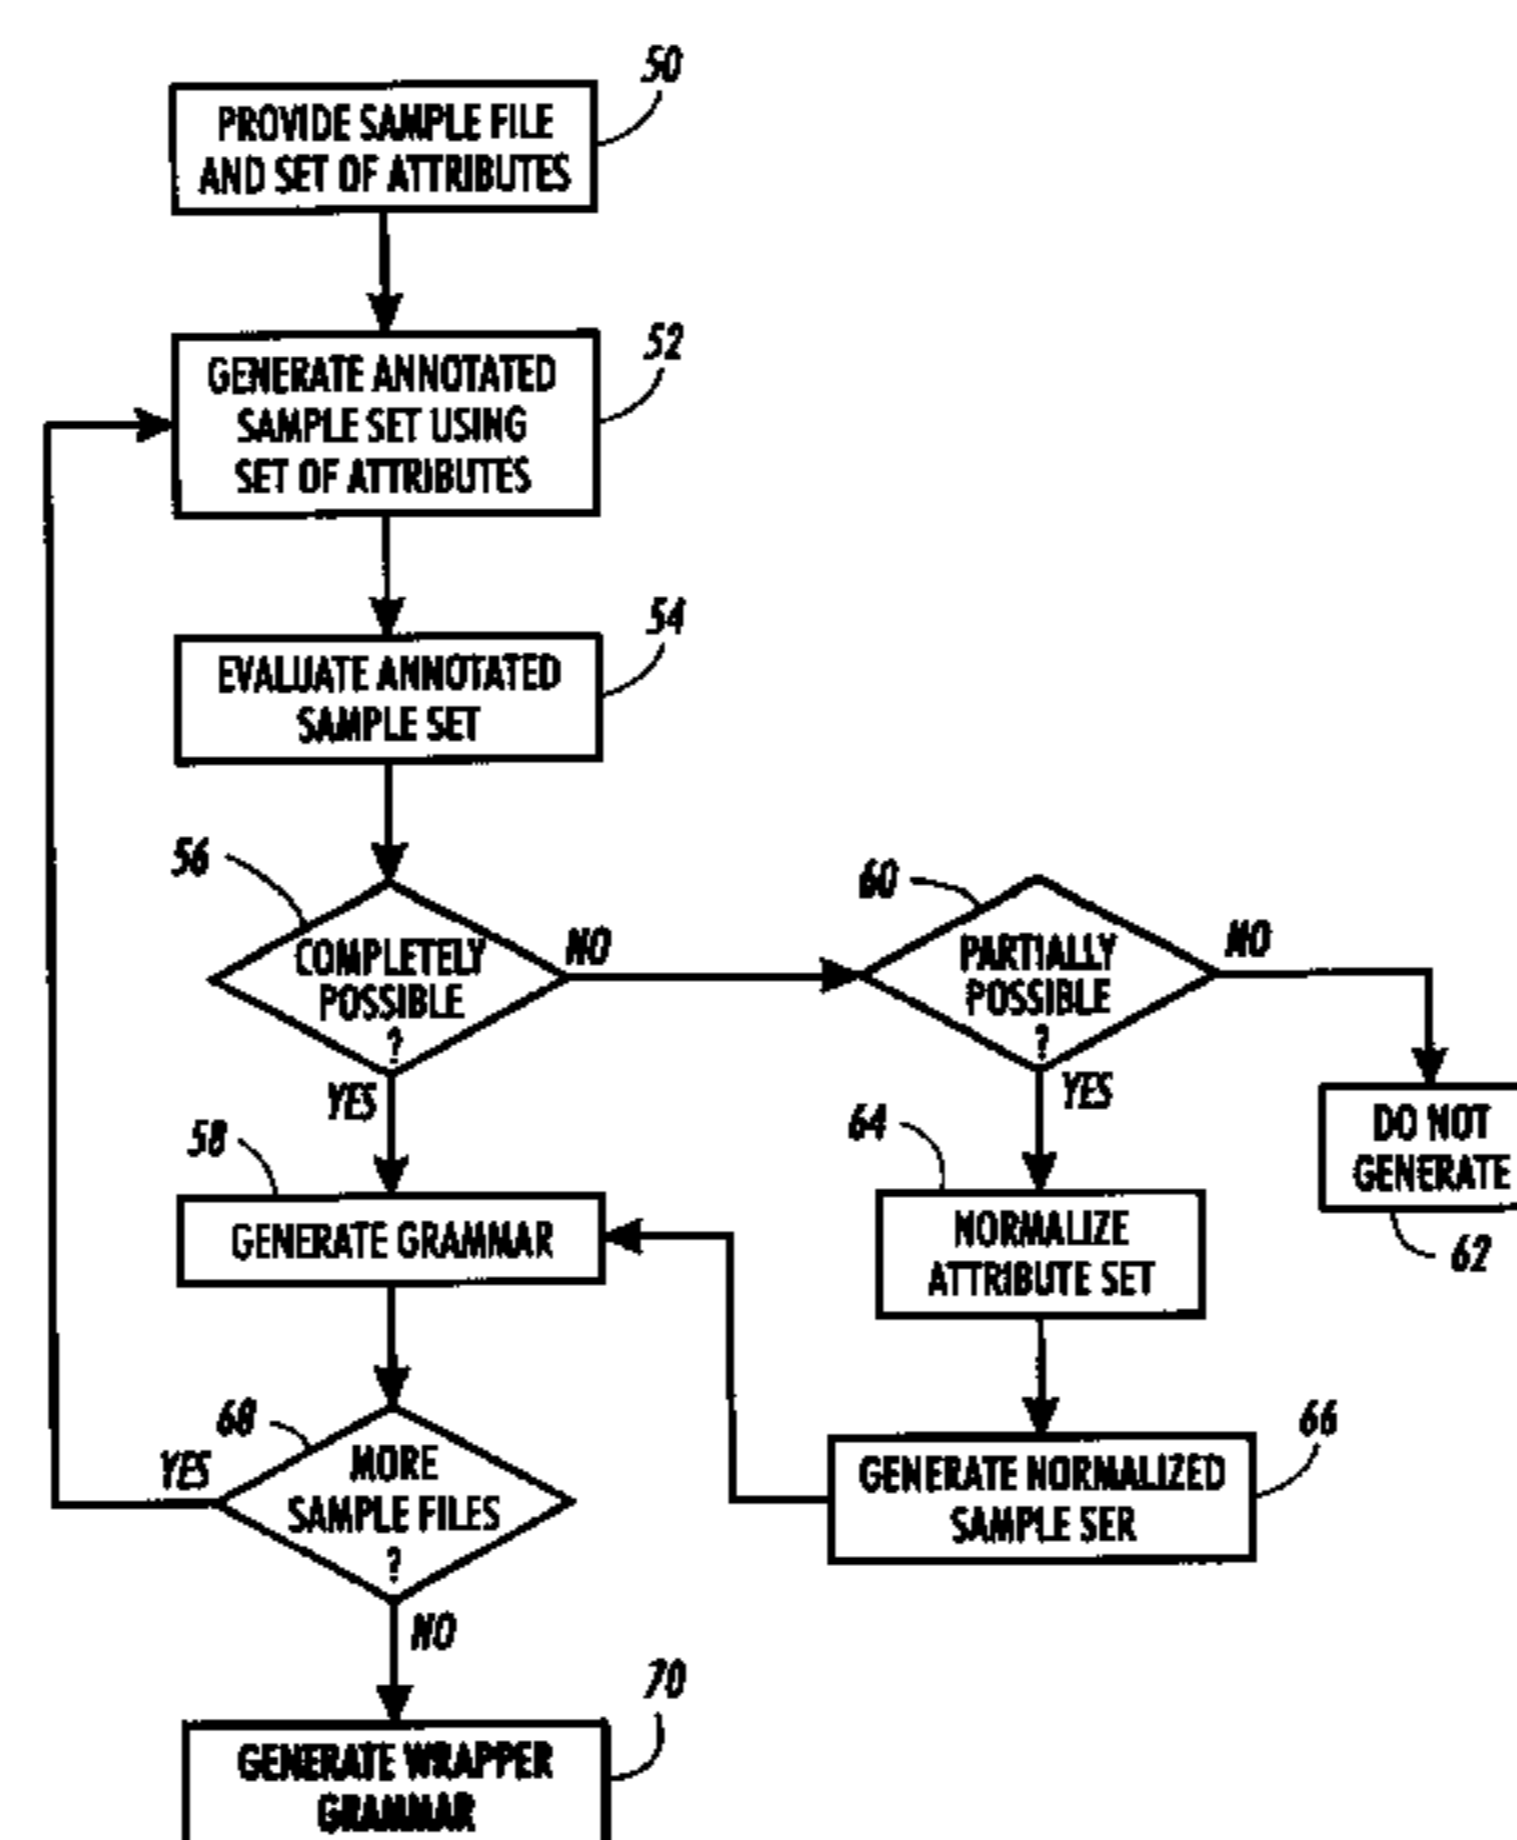 50
PROVIDE SAMPLE FILE
AND SET OF ATTRIBUTES
52
GENERATE ANNOTATED
SAMPLE SET USING
SET OF ATTRIBUTES
54
EVALUATE ANNOTATED
SAMPLE SET
56
COMPLETELY
POSSIBLE
?
NO
YES
60
PARTIALLY
POSSIBLE
?
NO
YES
DO NOT
GENERATE
62
58
GENERATE GRAMMAR
64
NORMALIZE
ATTRIBUTE SET
66
GENERATE NORMALIZED
SAMPLE SER
68
YES
MORE
SAMPLE FILES
?
NO
70
GENERATE WRAPPER
GRAMMAR